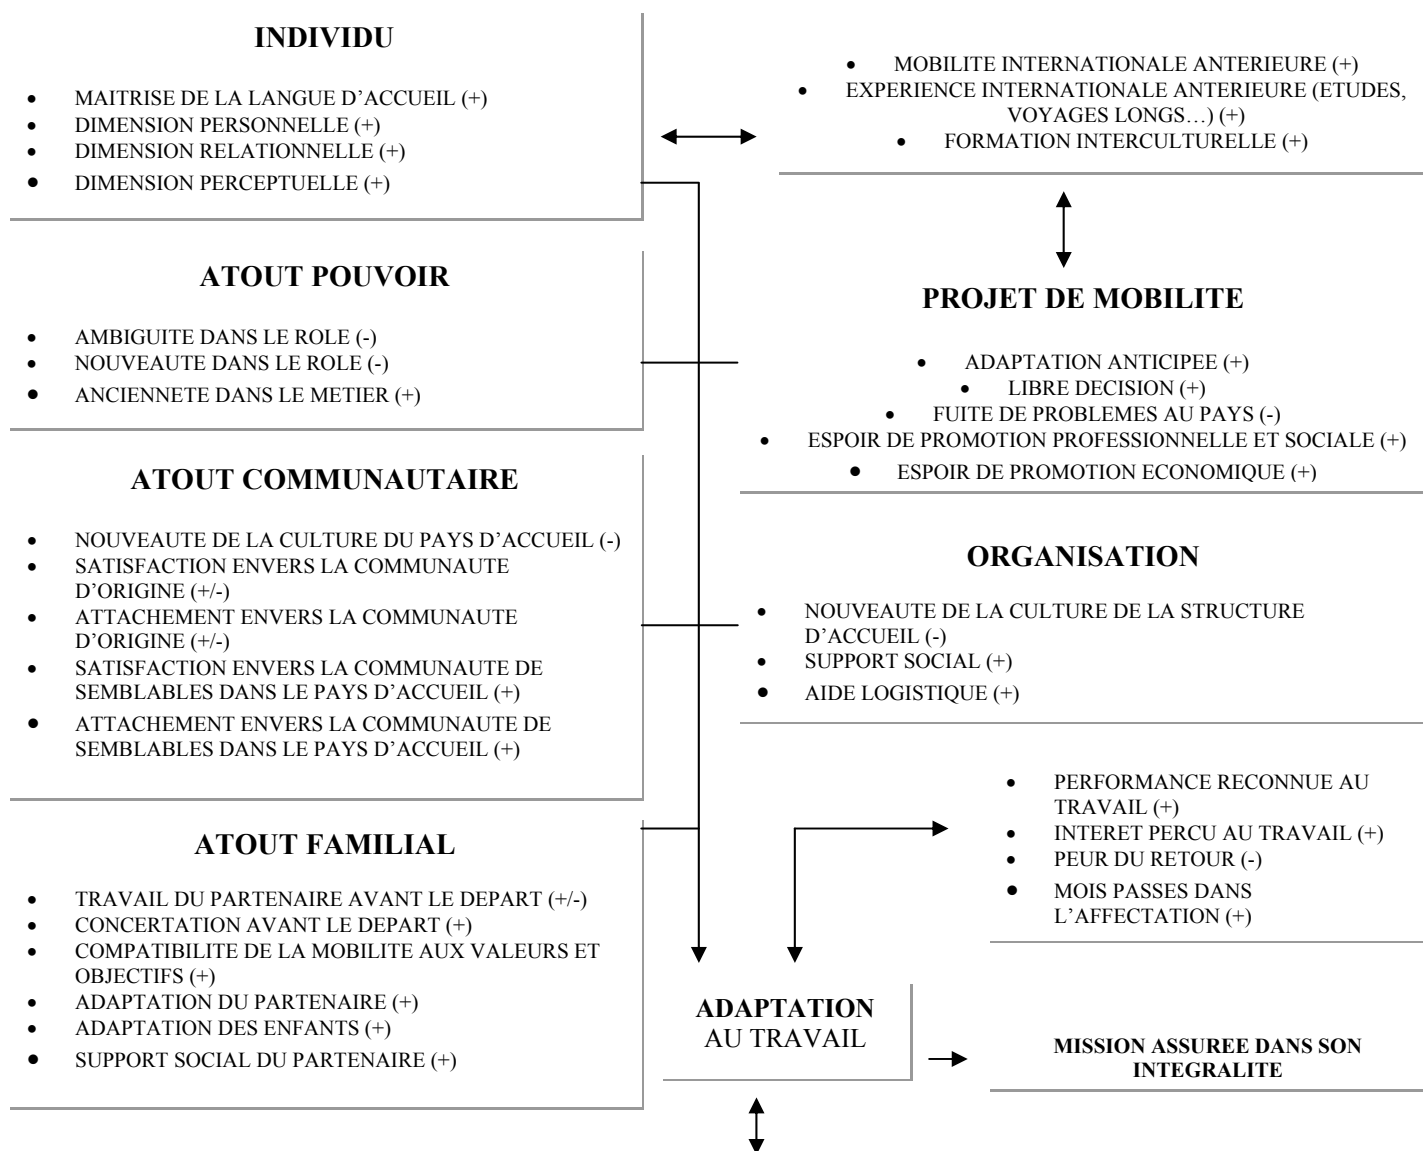 INDIVIDU
• MAITRISE DE LA LANGUE D'ACCUEIL (+)
• DIMENSION PERSONNELLE (+)
• DIMENSION RELATIONNELLE (+)
• DIMENSION PERCEPTUELLE (+)
• MOBILITE INTERNATIONALE ANTERIEURE (+)
• EXPERIENCE INTERNATIONALE ANTERIEURE (ETUDES,
VOYAGES LONGS…) (+)
• FORMATION INTERCULTURELLE (+)
ATOUT POUVOIR
• AMBIGUITE DANS LE ROLE (-)
• NOUVEAUTE DANS LE ROLE (-)
• ANCIENNETE DANS LE METIER (+)
PROJET DE MOBILITE
• ADAPTATION ANTICIPEE (+)
• LIBRE DECISION (+)
• FUITE DE PROBLEMES AU PAYS (-)
• ESPOIR DE PROMOTION PROFESSIONNELLE ET SOCIALE (+)
• ESPOIR DE PROMOTION ECONOMIQUE (+)
ATOUT COMMUNAUTAIRE
• NOUVEAUTE DE LA CULTURE DU PAYS D'ACCUEIL (-)
• SATISFACTION ENVERS LA COMMUNAUTE
D'ORIGINE (+/-)
• ATTACHEMENT ENVERS LA COMMUNAUTE
D'ORIGINE (+/-)
• SATISFACTION ENVERS LA COMMUNAUTE DE
SEMBLABLES DANS LE PAYS D'ACCUEIL (+)
• ATTACHEMENT ENVERS LA COMMUNAUTE DE
SEMBLABLES DANS LE PAYS D'ACCUEIL (+)
ORGANISATION
• NOUVEAUTE DE LA CULTURE DE LA STRUCTURE
D'ACCUEIL (-)
• SUPPORT SOCIAL (+)
• AIDE LOGISTIQUE (+)
ATOUT FAMILIAL
• TRAVAIL DU PARTENAIRE AVANT LE DEPART (+/-)
• CONCERTATION AVANT LE DEPART (+)
• COMPATIBILITE DE LA MOBILITE AUX VALEURS ET
OBJECTIFS (+)
• ADAPTATION DU PARTENAIRE (+)
• ADAPTATION DES ENFANTS (+)
• SUPPORT SOCIAL DU PARTENAIRE (+)
• PERFORMANCE RECONNUE AU
TRAVAIL (+)
• INTERET PERCU AU TRAVAIL (+)
• PEUR DU RETOUR (-)
• MOIS PASSES DANS
L'AFFECTATION (+)
ADAPTATION
AU TRAVAIL
MISSION ASSUREE DANS SON
INTEGRALITE